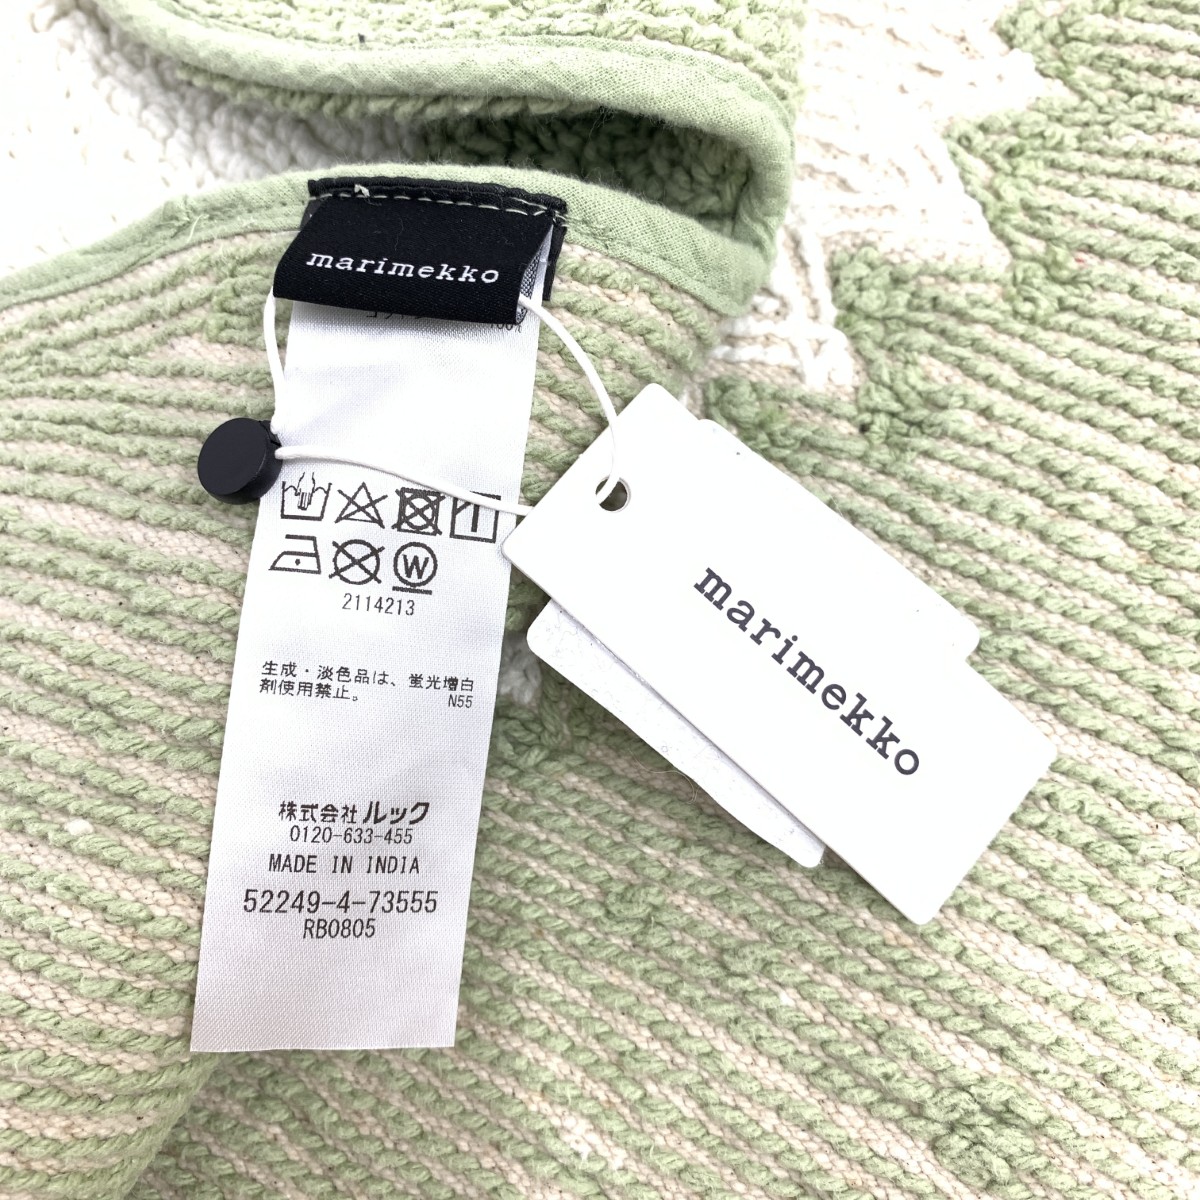 marimekko
100%
2114213
生成・淡色品は、蛍光増白
剤使用禁止。
N55
株式会社ルック
0120-633-455
MADE IN INDIA
52249-4-73555
RB0805
marimekko